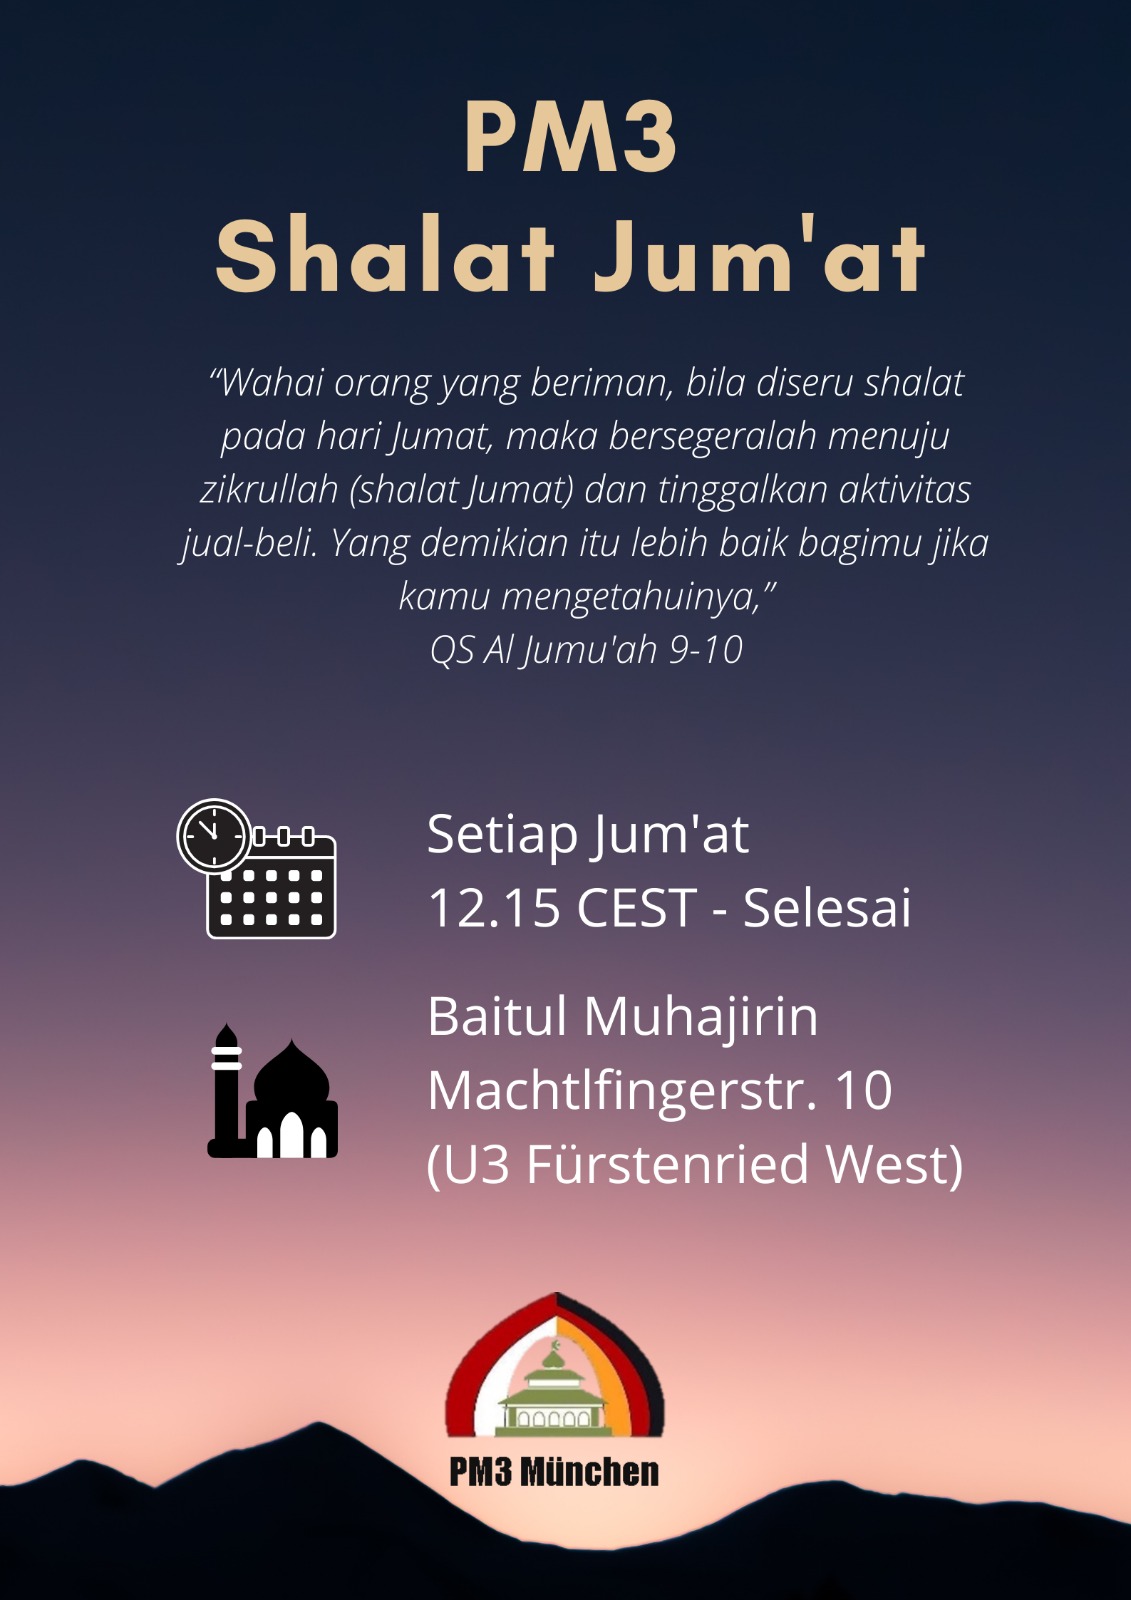 PM3
Shalat Jum'at
“Wahai orang yang beriman, bila diseru shalat
pada hari Jumat, maka bersegeralah menuju
zikrullah (shalat Jumat) dan tinggalkan aktivitas
jual-beli. Yang demikian itu lebih baik bagimu jika
kamu mengetahuinya,”
QS Al Jumu'ah 9-10
Setiap Jum'at
12.15 CEST - Selesai
Baitul Muhajirin
Machtlfingerstr. 10
(U3 Fürstenried West)
PM3 München